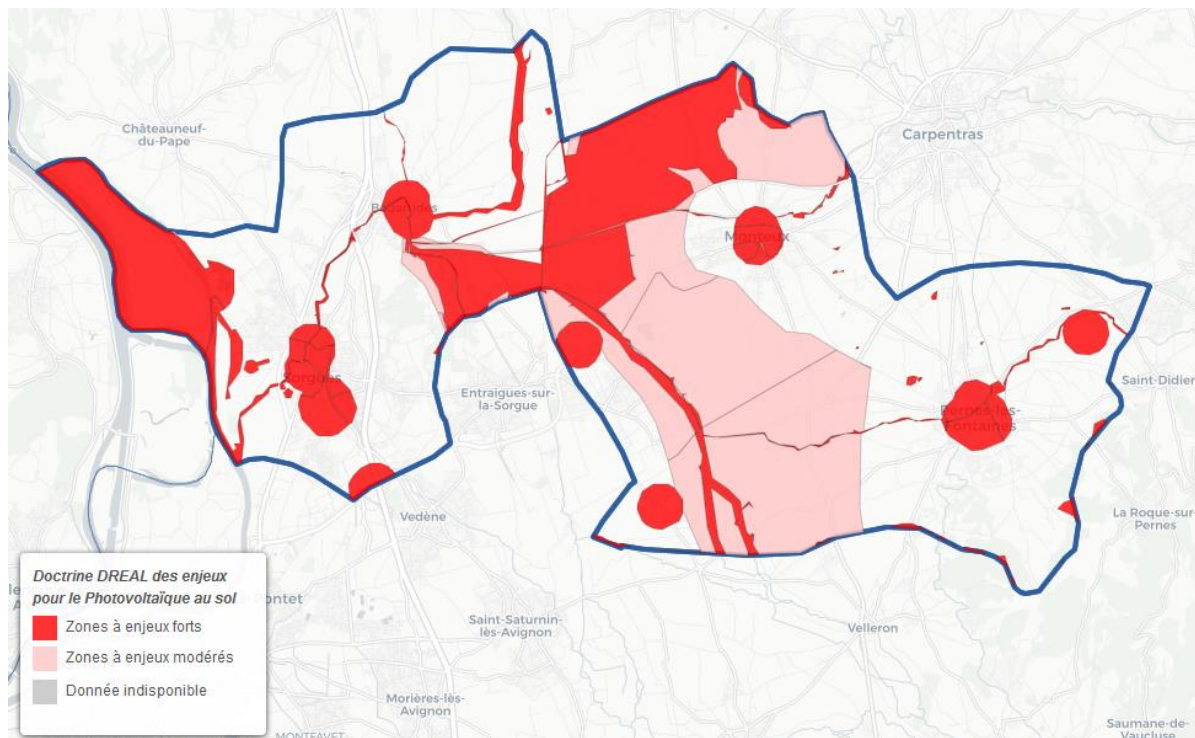 Châteauneuf-
du-Pape
Carpentras
Bédarrides
Monteux
Sorgues
Entraigues-sur-
la-Sorgue
Saint-Didier
Pernes-les-
Fontaines
La Roque-sur-
Pernes
Vedène
Doctrine DREAL des enjeux
pour le Photovoltaïque au sol
Zones à enjeux forts
Zones à enjeux modérés
Donnée indisponible
Pontet
Saint-Saturnin-
lès-Avignon
Velleron
Morières-lès-
Avignon
MONTFAVET
Saumane-de-
Vaucluse